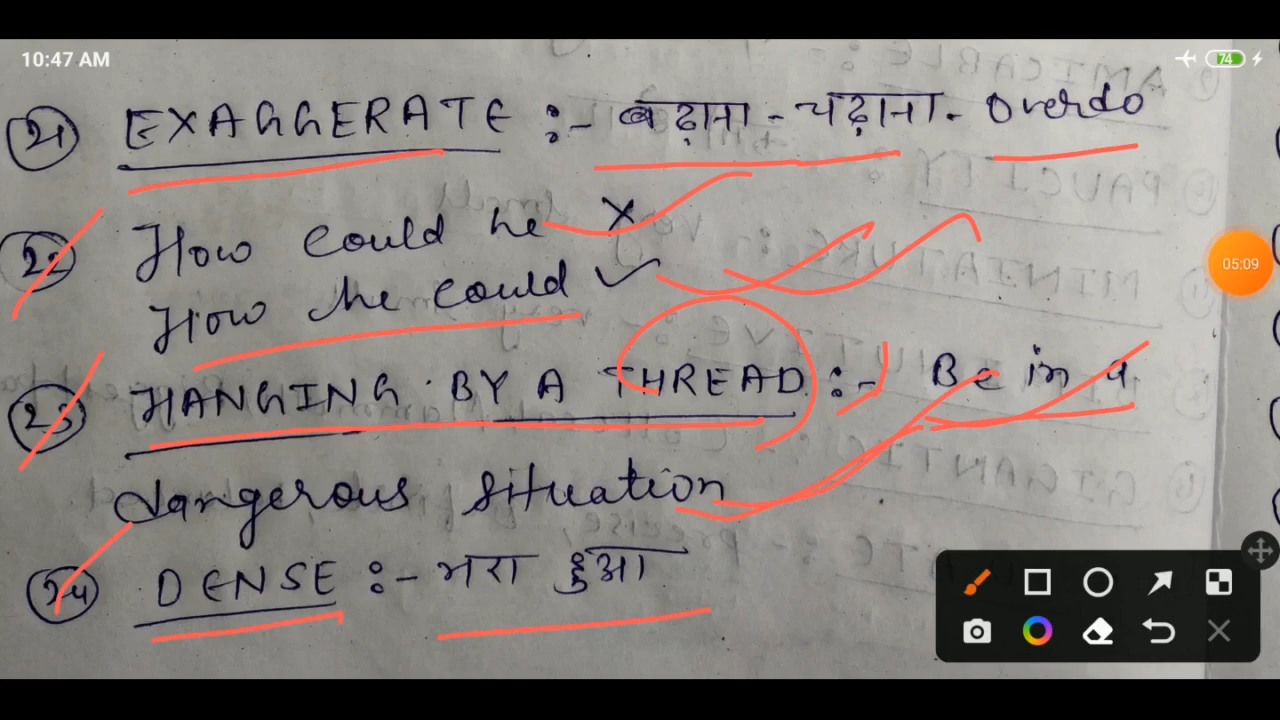 10:47 AM
74
21 EXAGGERATE :- बढ़ाना - चढ़ाना - Overdo
22 How could he X
How he could ✓
05:09
23 HANGING BY A THREAD :- Be in a
dangerous situation
24 DENSE :- भरा हुआ